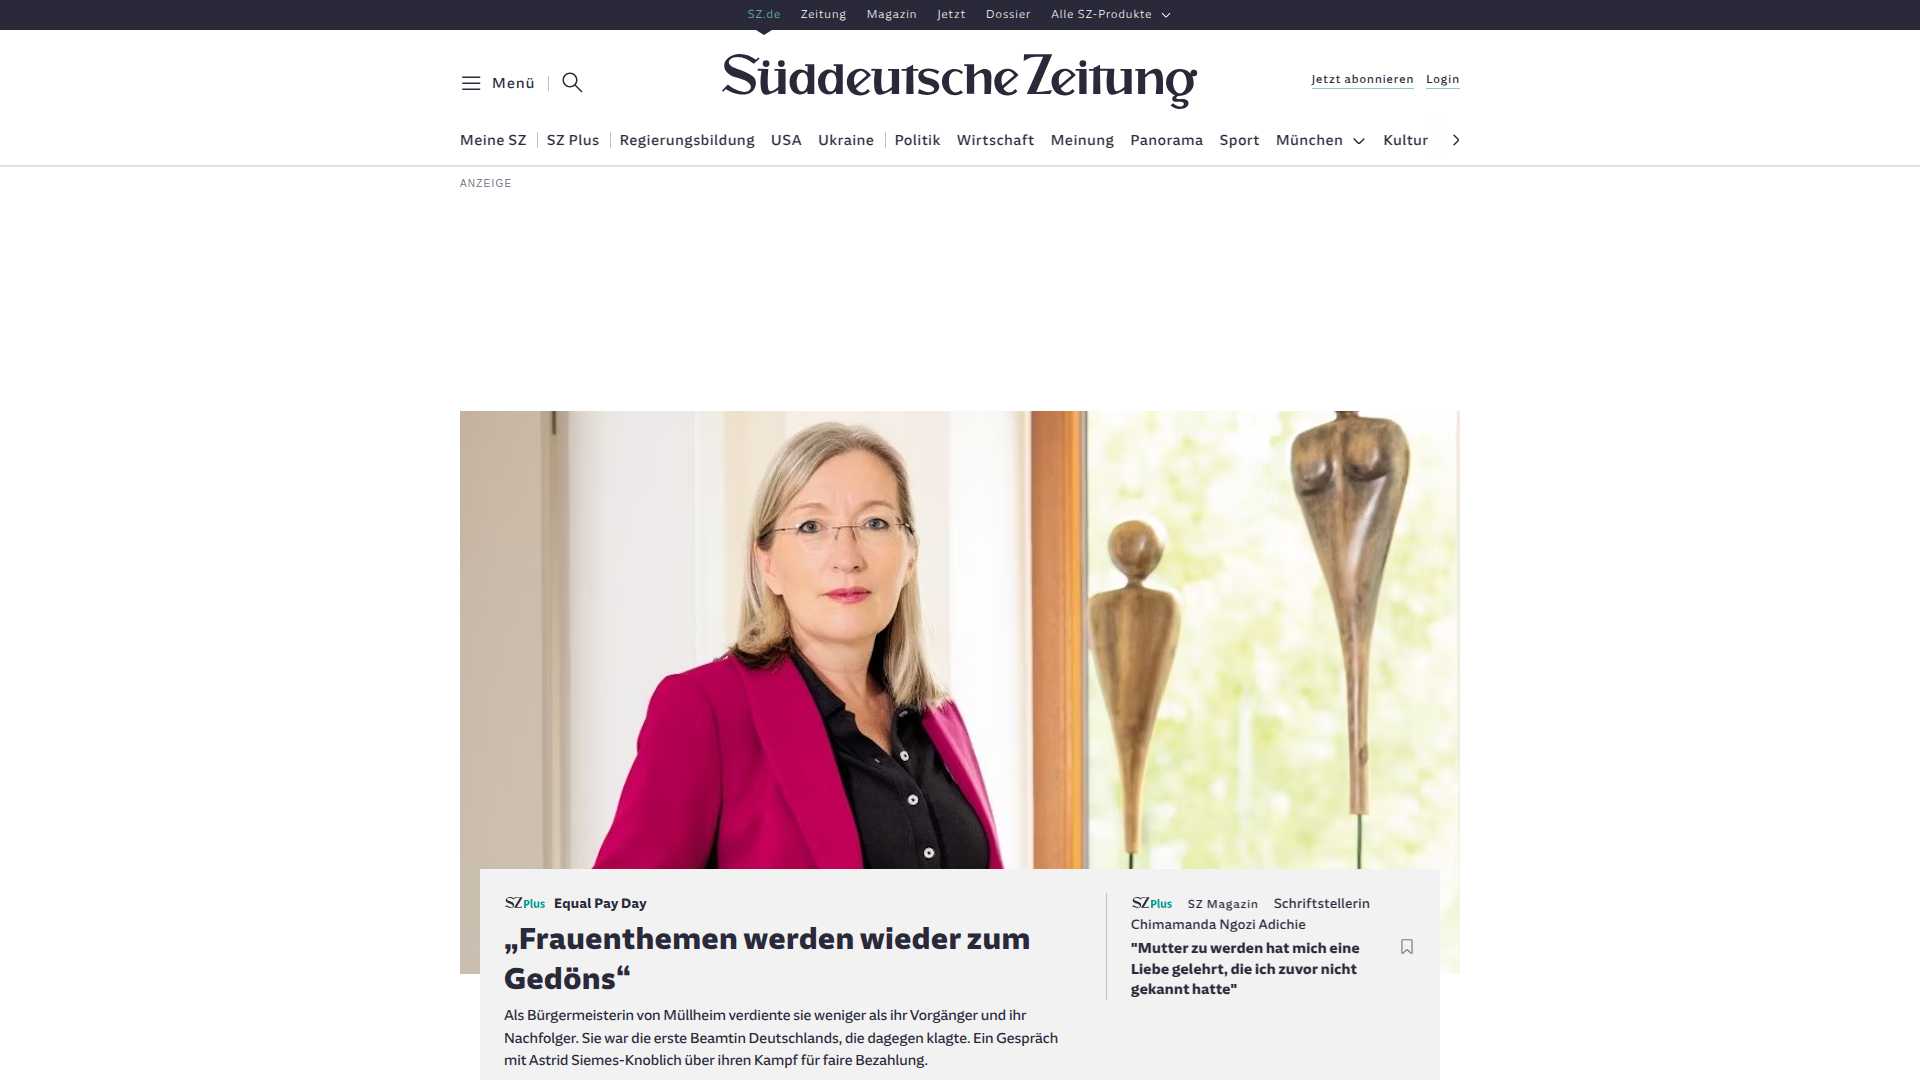 SZ.de Zeitung Magazin Jetzt Dossier Alle SZ-Produkte
Menü
Süddeutsche Zeitung
Jetzt abonnieren Login
Meine SZ SZ Plus Regierungsbildung USA Ukraine Politik Wirtschaft Meinung Panorama Sport München Kultur
ANZEIGE
SZ Plus Equal Pay Day
„Frauenthemen werden wieder zum
Gedöns“
Als Bürgermeisterin von Müllheim verdiente sie weniger als ihr Vorgänger und ihr
Nachfolger. Sie war die erste Beamtin Deutschlands, die dagegen klagte. Ein Gespräch
mit Astrid Siemes-Knoblich über ihren Kampf für faire Bezahlung.
SZ Plus SZ Magazin Schriftstellerin
Chimamanda Ngozi Adichie
"Mutter zu werden hat mich eine
Liebe gelehrt, die ich zuvor nicht
gekannt hatte"